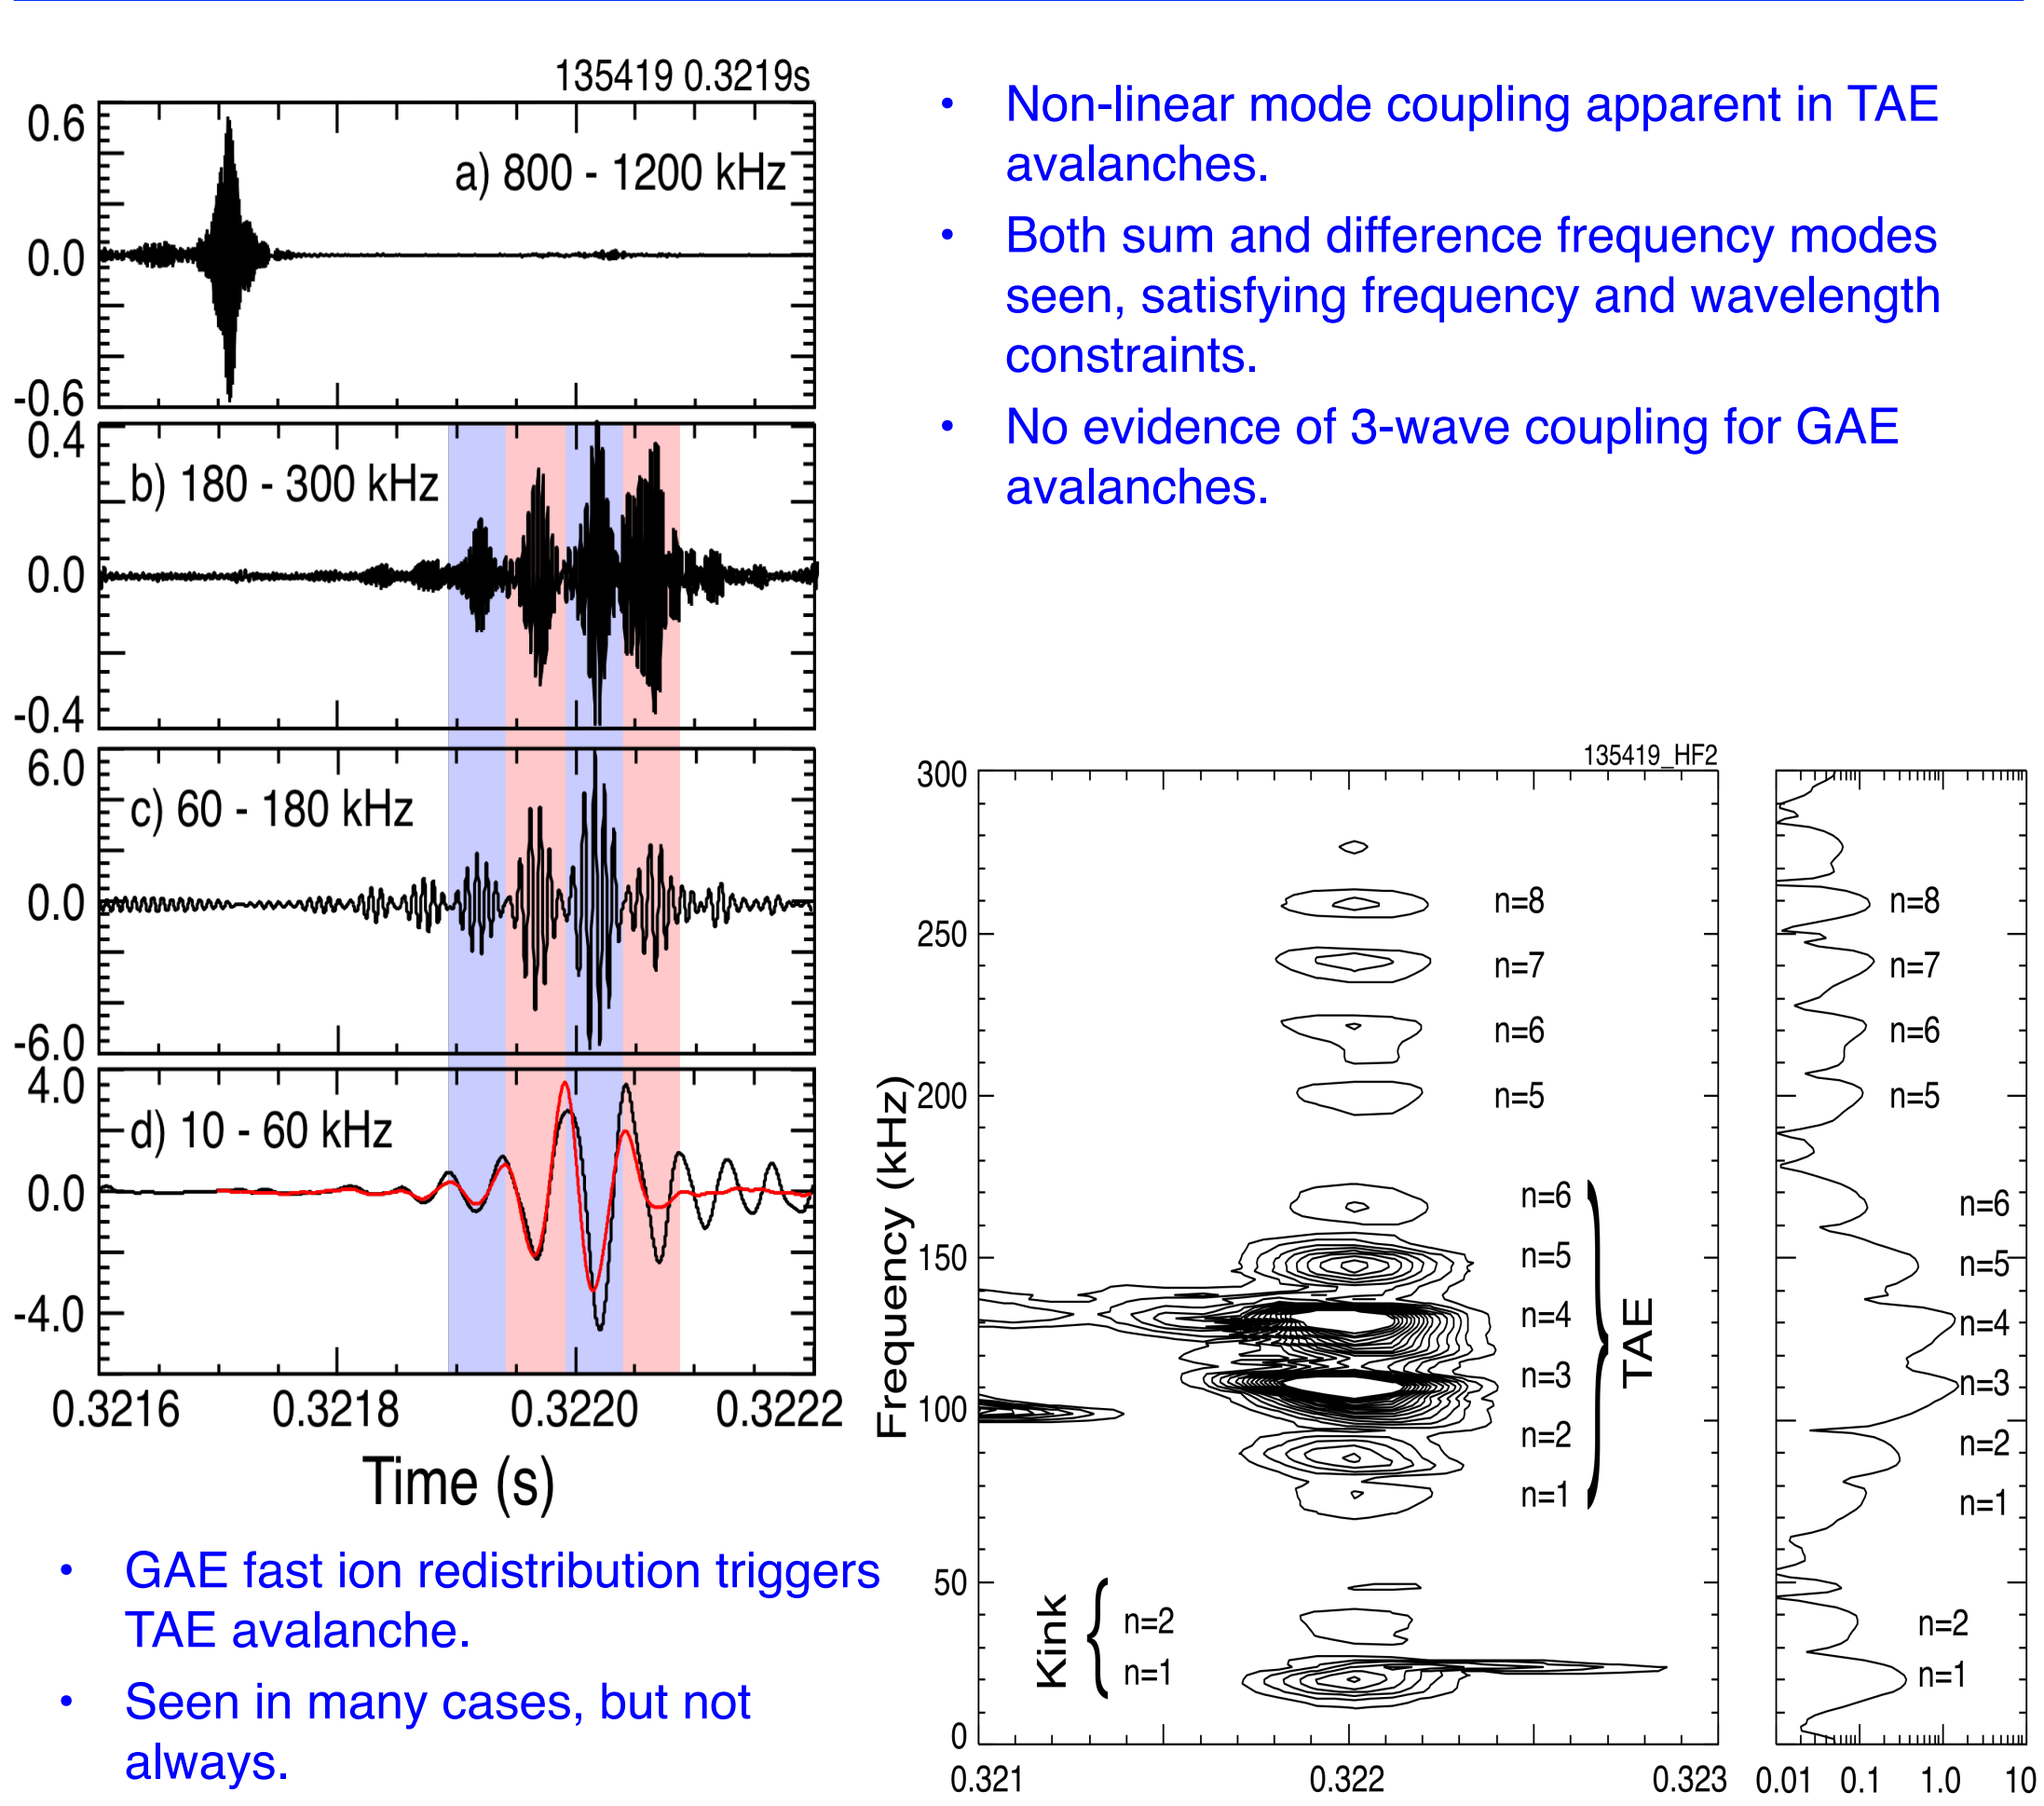 135419 0.3219s
0.6
a) 800 - 1200 kHz
0.0
-0.6
0.4
b) 180 - 300 kHz
0.0
-0.4
6.0
c) 60 - 180 kHz
0.0
-6.0
4.0
d) 10 - 60 kHz
0.0
-4.0
0.3216 0.3218 0.3220 0.3222
Time (s)
• GAE fast ion redistribution triggers
TAE avalanche.
• Seen in many cases, but not
always.
• Non-linear mode coupling apparent in TAE
avalanches.
• Both sum and difference frequency modes
seen, satisfying frequency and wavelength
constraints.
• No evidence of 3-wave coupling for GAE
avalanches.
135419_HF2
Frequency (kHz)
300
250
200
150
100
50
0
n=8
n=7
n=6
n=5
n=6
n=5
n=4
n=3
n=2
n=1
TAE
Kink
n=2
n=1
0.321 0.322 0.323
n=8
n=7
n=6
n=5
n=6
n=5
n=4
n=3
n=2
n=1
n=2
n=1
0.01 0.1 1.0 10